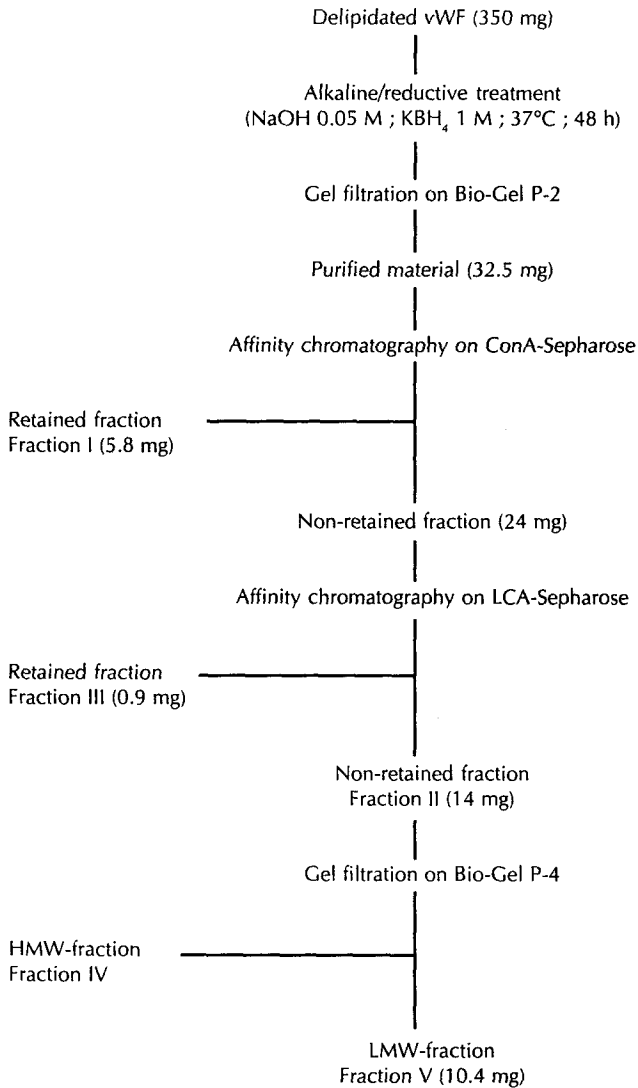 Delipidated vWF (350 mg)
Alkaline/reductive treatment
(NaOH 0.05 M ; KBH4 1 M ; 37°C ; 48 h)
Gel filtration on Bio-Gel P-2
Purified material (32.5 mg)
Affinity chromatography on ConA-Sepharose
Retained fraction
Fraction I (5.8 mg)
Non-retained fraction (24 mg)
Affinity chromatography on LCA-Sepharose
Retained fraction
Fraction III (0.9 mg)
Non-retained fraction
Fraction II (14 mg)
Gel filtration on Bio-Gel P-4
HMW-fraction
Fraction IV
LMW-fraction
Fraction V (10.4 mg)